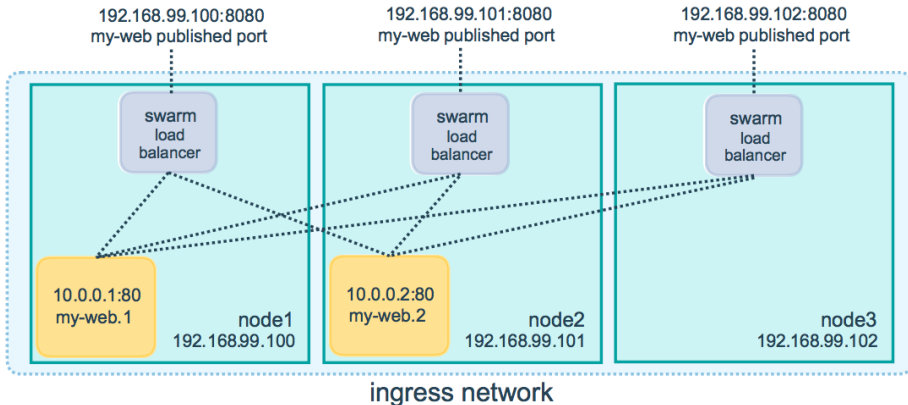 192.168.99.100:8080
my-web published port
192.168.99.101:8080
my-web published port
192.168.99.102:8080
my-web published port
swarm
load
balancer
swarm
load
balancer
swarm
load
balancer
10.0.0.1:80
my-web.1
node1
192.168.99.100
10.0.0.2:80
my-web.2
node2
192.168.99.101
node3
192.168.99.102
ingress network